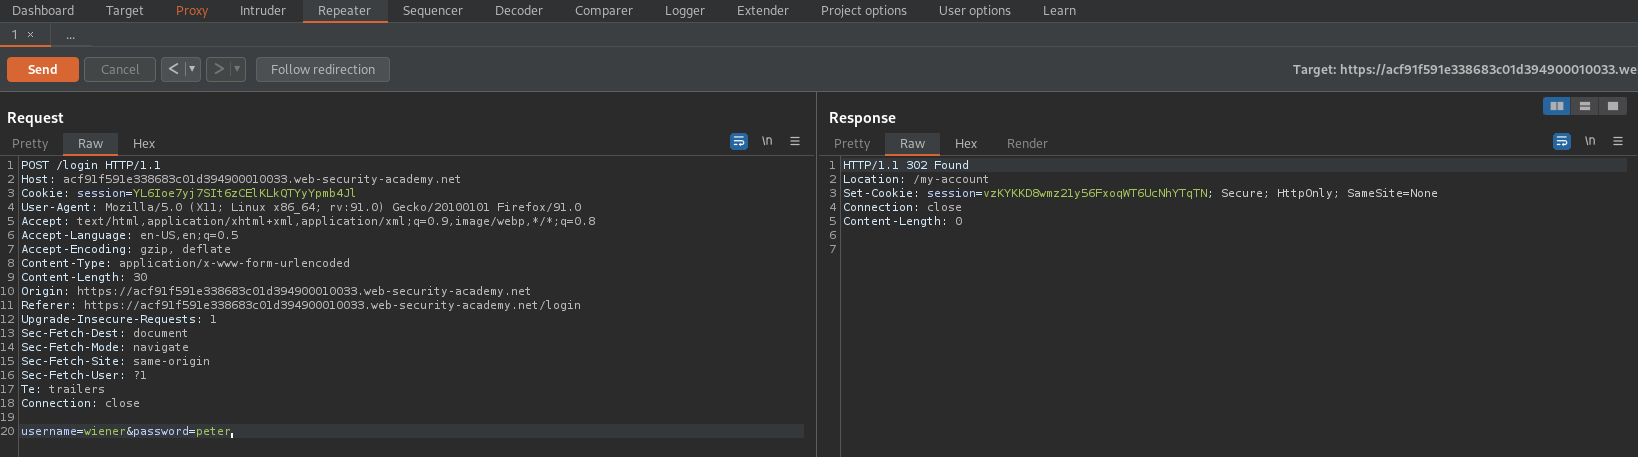 Dashboard Target Proxy Intruder Repeater Sequencer Decoder Comparer Logger Extender Project options User options Learn
1 × ...
Send Cancel < > Follow redirection Target: https://acf91f591e338683c01d394900010033.we
Request
Pretty Raw Hex \n
1 POST /login HTTP/1.1
2 Host: acf91f591e338683c01d394900010033.web-security-academy.net
3 Cookie: session=YL6Ioe7yj7SIt6zCElKLkQTYyYpmb4Jl
4 User-Agent: Mozilla/5.0 (X11; Linux x86_64; rv:91.0) Gecko/20100101 Firefox/91.0
5 Accept: text/html,application/xhtml+xml,application/xml;q=0.9,image/webp,*/*;q=0.8
6 Accept-Language: en-US,en;q=0.5
7 Accept-Encoding: gzip, deflate
8 Content-Type: application/x-www-form-urlencoded
9 Content-Length: 30
10 Origin: https://acf91f591e338683c01d394900010033.web-security-academy.net
11 Referer: https://acf91f591e338683c01d394900010033.web-security-academy.net/login
12 Upgrade-Insecure-Requests: 1
13 Sec-Fetch-Dest: document
14 Sec-Fetch-Mode: navigate
15 Sec-Fetch-Site: same-origin
16 Sec-Fetch-User: ?1
17 Te: trailers
18 Connection: close
19
20 username=wiener&password=peter
Response
Pretty Raw Hex Render \n
1 HTTP/1.1 302 Found
2 Location: /my-account
3 Set-Cookie: session=vzKYKKD8wmz2ly56FxoqWT6UcNhYTqTN; Secure; HttpOnly; SameSite=None
4 Connection: close
5 Content-Length: 0
6
7